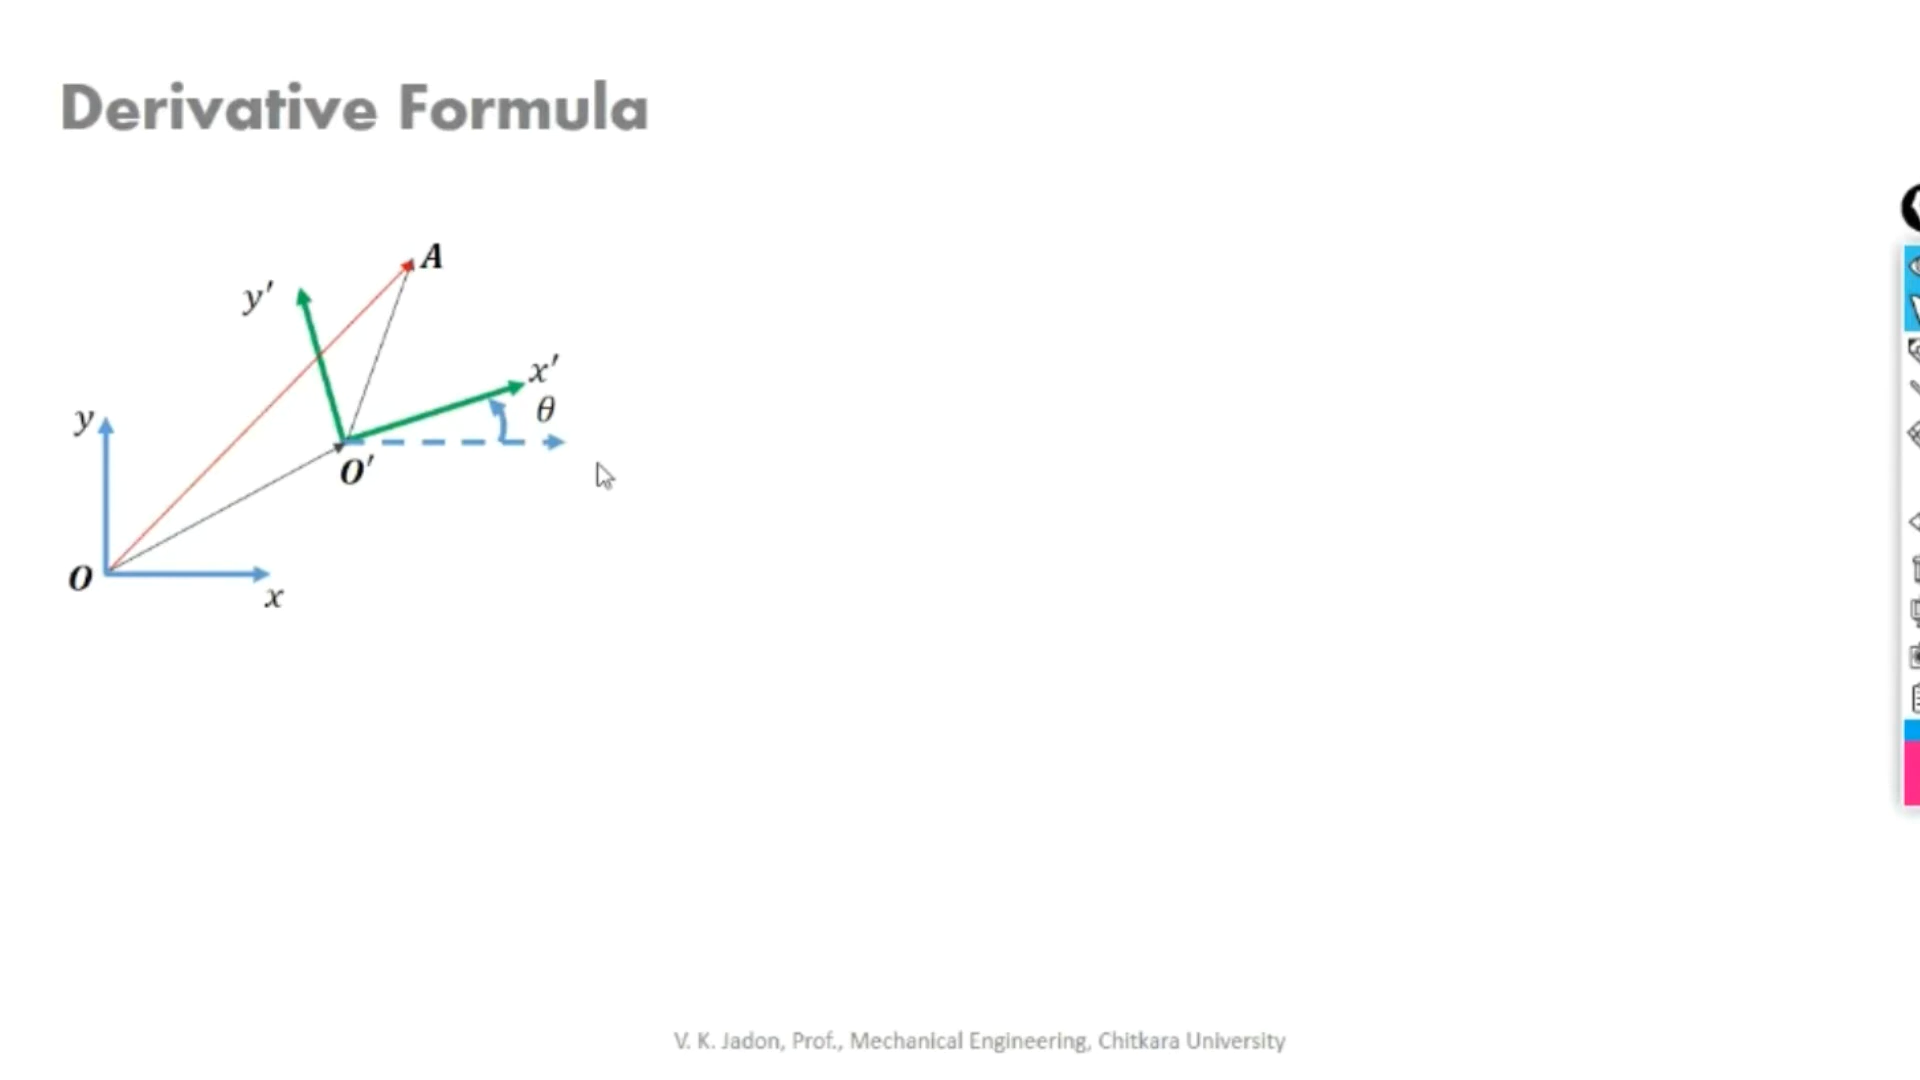 Derivative Formula
A
y′
x′
θ
y
O′
O
x
V. K. Jadon, Prof., Mechanical Engineering, Chitkara University